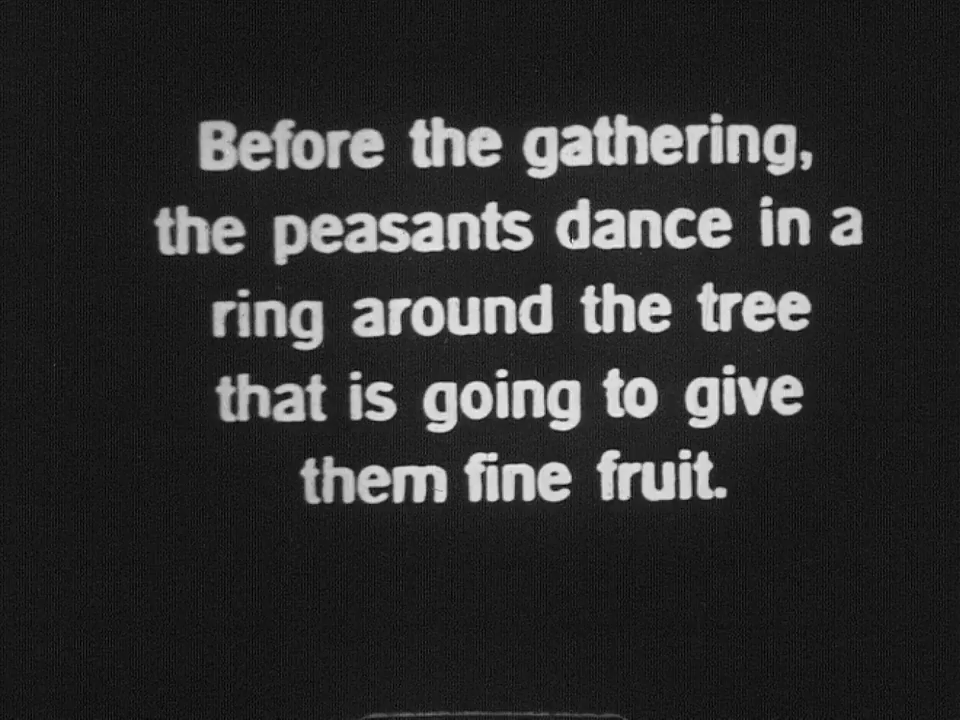 Before the gathering,
the peasants dance in a
ring around the tree
that is going to give
them fine fruit.